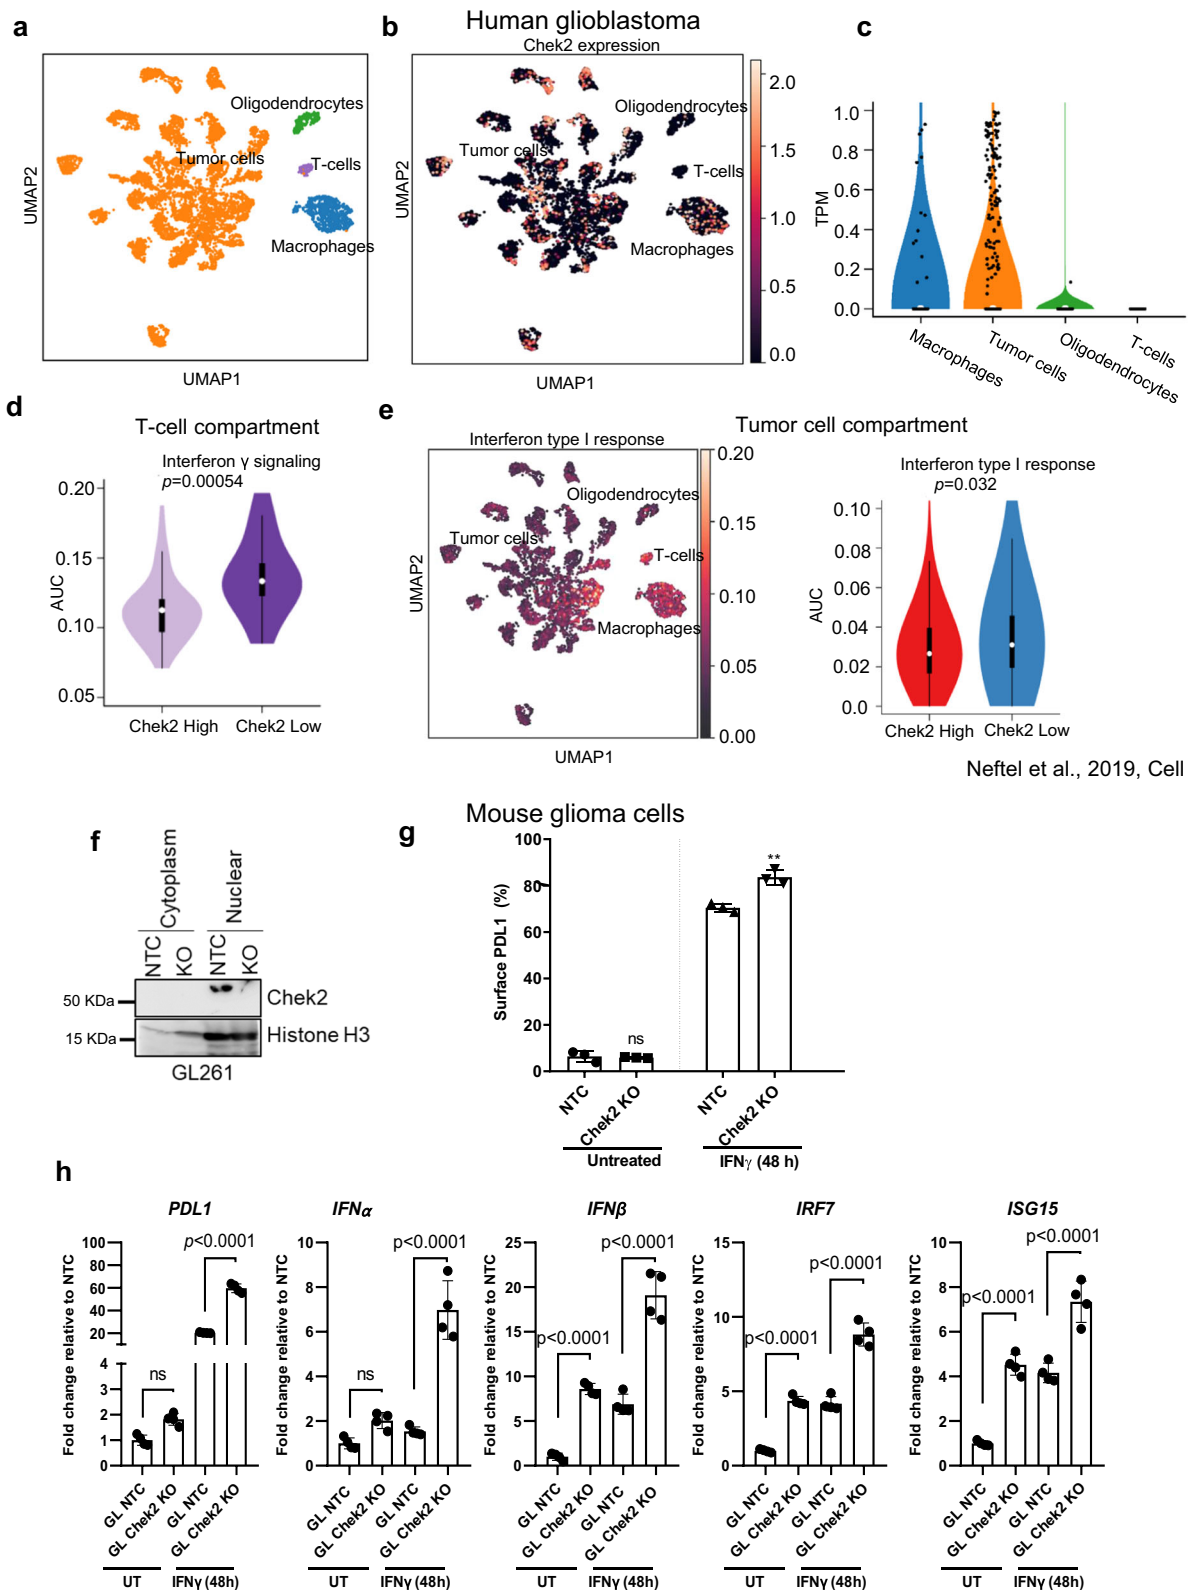 a
b
Human glioblastoma
c
Chek2 expression
Oligodendrocytes
Tumor cells
T-cells
Macrophages
UMAP2
UMAP1
Oligodendrocytes
Tumor cells
T-cells
Macrophages
UMAP2
UMAP1
2.0
1.5
1.0
0.5
0.0
TPM
1.0
0.8
0.6
0.4
0.2
0.0
Macrophages
Tumor cells
Oligodendrocytes
T-cells
d
T-cell compartment
Interferon γ signaling
p=0.00054
AUC
0.20
0.15
0.10
0.05
Chek2 High
Chek2 Low
e
Tumor cell compartment
Interferon type I response
Oligodendrocytes
Tumor cells
T-cells
Macrophages
UMAP2
UMAP1
0.20
0.15
0.10
0.05
0.00
Interferon type I response
p=0.032
AUC
0.10
0.08
0.06
0.04
0.02
0.0
Chek2 High
Chek2 Low
Neftel et al., 2019, Cell
Mouse glioma cells
f
Cytoplasm
Nuclear
NTC
KO
NTC
KO
50 KDa
Chek2
15 KDa
Histone H3
GL261
g
Surface PDL1 (%)
100
80
60
40
20
0
ns
**
NTC
Chek2 KO
NTC
Chek2 KO
Untreated
IFNγ (48 h)
h
PDL1
Fold change relative to NTC
100
80
60
40
20
4
3
2
1
0
ns
p<0.0001
GL NTC
GL Chek2 KO
GL NTC
GL Chek2 KO
UT
IFNγ (48h)
IFNα
Fold change relative to NTC
10
8
6
4
2
0
ns
p<0.0001
GL NTC
GL Chek2 KO
GL NTC
GL Chek2 KO
UT
IFNγ (48h)
IFNβ
Fold change relative to NTC
25
20
15
10
5
0
p<0.0001
p<0.0001
GL NTC
GL Chek2 KO
GL NTC
GL Chek2 KO
UT
IFNγ (48h)
IRF7
Fold change relative to NTC
15
10
5
0
p<0.0001
p<0.0001
GL NTC
GL Chek2 KO
GL NTC
GL Chek2 KO
UT
IFNγ (48h)
ISG15
Fold change relative to NTC
10
8
6
4
2
0
p<0.0001
p<0.0001
GL NTC
GL Chek2 KO
GL NTC
GL Chek2 KO
UT
IFNγ (48h)